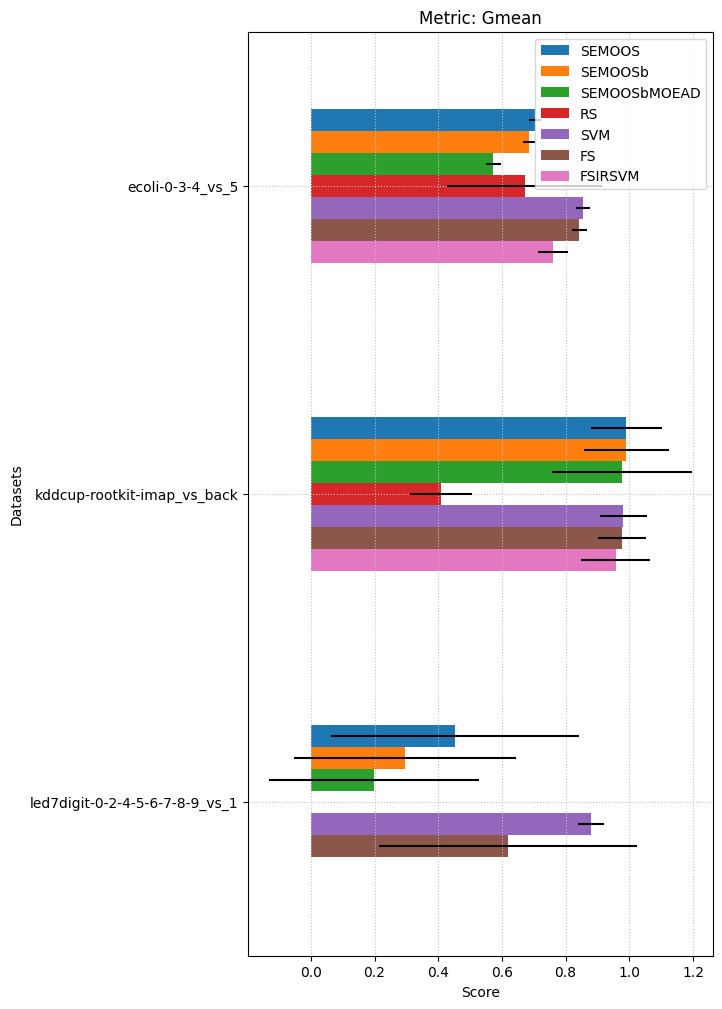 Metric: Gmean
SEMOOS
SEMOOSb
SEMOOSbMOEAD
RS
SVM
FS
FSIRSVM
ecoli-0-3-4_vs_5
kddcup-rootkit-imap_vs_back
led7digit-0-2-4-5-6-7-8-9_vs_1
Datasets
0.0 0.2 0.4 0.6 0.8 1.0 1.2
Score